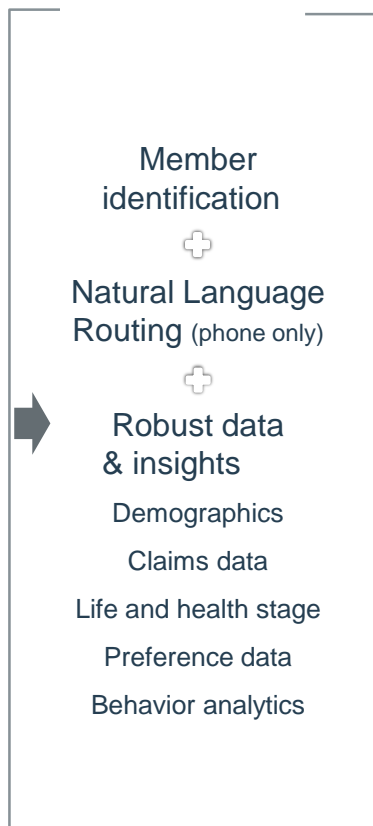 Member
identification
Natural Language
Routing (phone only)
Robust data
& insights
Demographics
Claims data
Life and health stage
Preference data
Behavior analytics